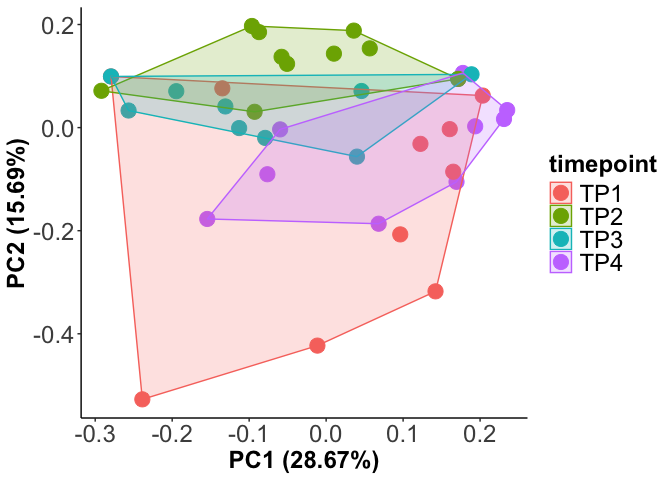 0.2
0.0
-0.2
-0.4
PC2 (15.69%)
-0.3 -0.2 -0.1 0.0 0.1 0.2
PC1 (28.67%)
timepoint
TP1
TP2
TP3
TP4